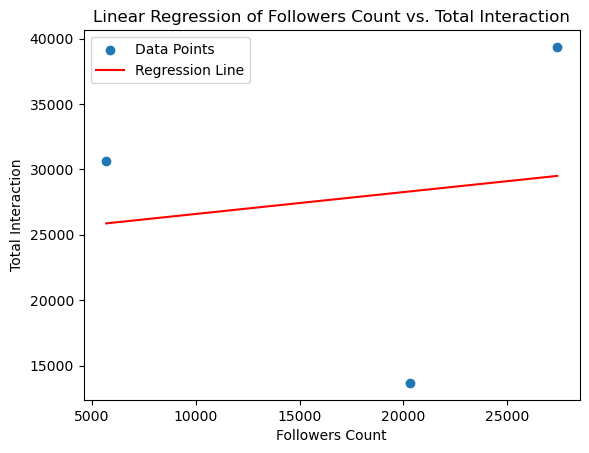 Linear Regression of Followers Count vs. Total Interaction
Data Points
Regression Line
40000
35000
30000
25000
20000
15000
Total Interaction
5000
10000
15000
20000
25000
Followers Count